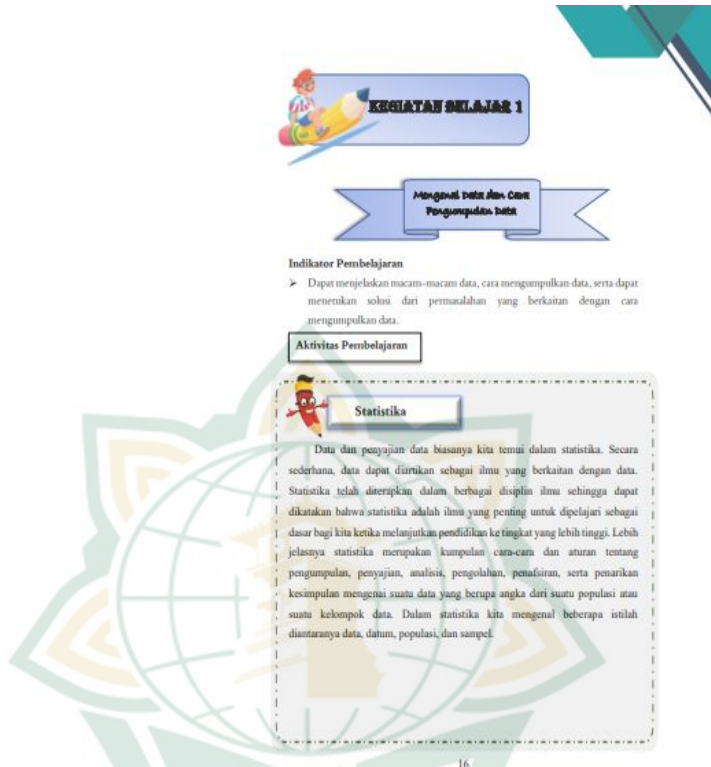 KEGIATAN BELAJAR 1
Mengenal Data dan Cara
Pengumpulan Data
Indikator Pembelajaran
➢ Dapat menjelaskan macam-macam data, cara mengumpulkan data, serta dapat
menetukan solusi dari permasalahan yang berkaitan dengan cara
mengumpulkan data.
Aktivitas Pembelajaran
Statistika
Data dan penyajian data biasanya kita temui dalam statistika. Secara
sederhana, data dapat diartikan sebagai ilmu yang berkaitan dengan data.
Statistika telah diterapkan dalam berbagai disiplin ilmu sehingga dapat
dikatakan bahwa statistika adalah ilmu yang penting untuk dipelajari sebagai
dasar bagi kita ketika melanjutkan pendidikan ke tingkat yang lebih tinggi. Lebih
jelasnya statistika merupakan kumpulan cara-cara dan aturan tentang
pengumpulan, penyajian, analisis, pengolahan, penafsiran, serta penarikan
kesimpulan mengenai suatu data yang berupa angka dari suatu populasi atau
suatu kelompok data. Dalam statistika kita mengenal beberapa istilah
diantaranya data, datum, populasi, dan sampel.
16